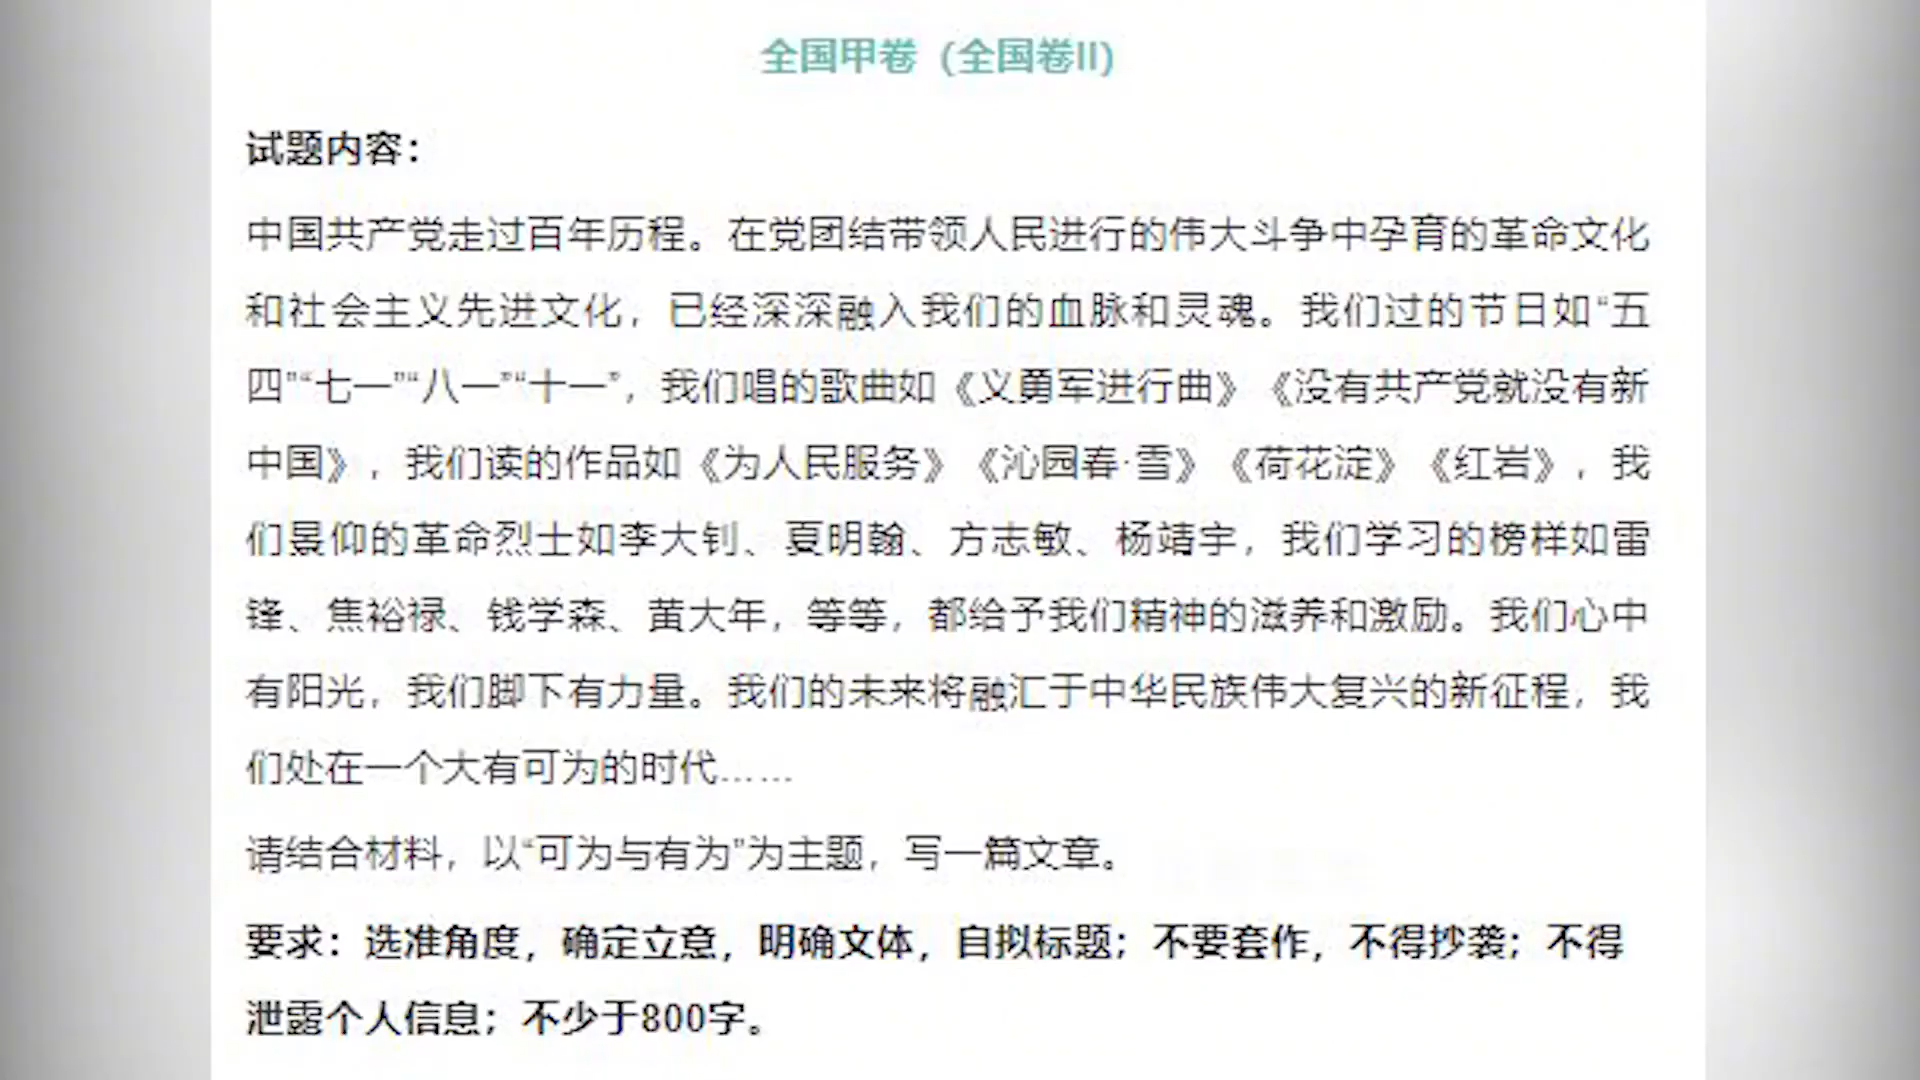 全国甲卷（全国卷II）
试题内容：
中国共产党走过百年历程。在党团结带领人民进行的伟大斗争中孕育的革命文化
和社会主义先进文化，已经深深融入我们的血脉和灵魂。我们过的节日如“五
四”“七一”“八一”“十一”，我们唱的歌曲如《义勇军进行曲》《没有共产党就没有新
中国》，我们读的作品如《为人民服务》《沁园春·雪》《荷花淀》《红岩》，我
们景仰的革命烈士如李大钊、夏明翰、方志敏、杨靖宇，我们学习的榜样如雷
锋、焦裕禄、钱学森、黄大年，等等，都给予我们精神的滋养和激励。我们心中
有阳光，我们脚下有力量。我们的未来将融汇于中华民族伟大复兴的新征程，我
们处在一个大有可为的时代……
请结合材料，以“可为与有为”为主题，写一篇文章。
要求：选准角度，确定立意，明确文体，自拟标题；不要套作，不得抄袭；不得
泄露个人信息；不少于800字。